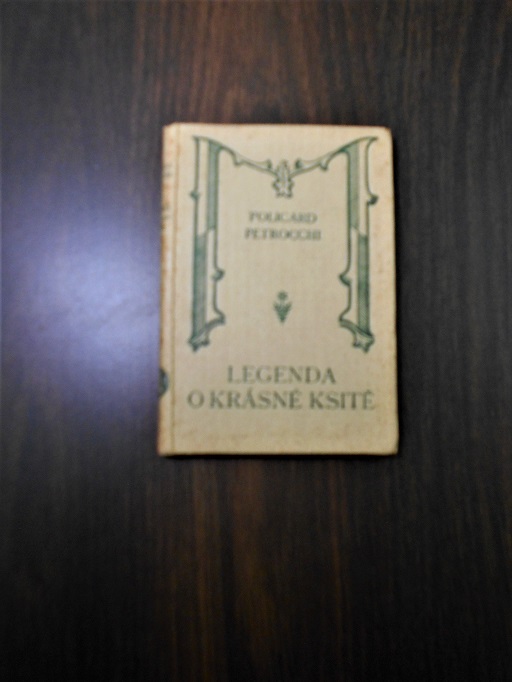 POLICARD
PETROCCHI
LEGENDA
O KRÁSNÉ KSITĚ